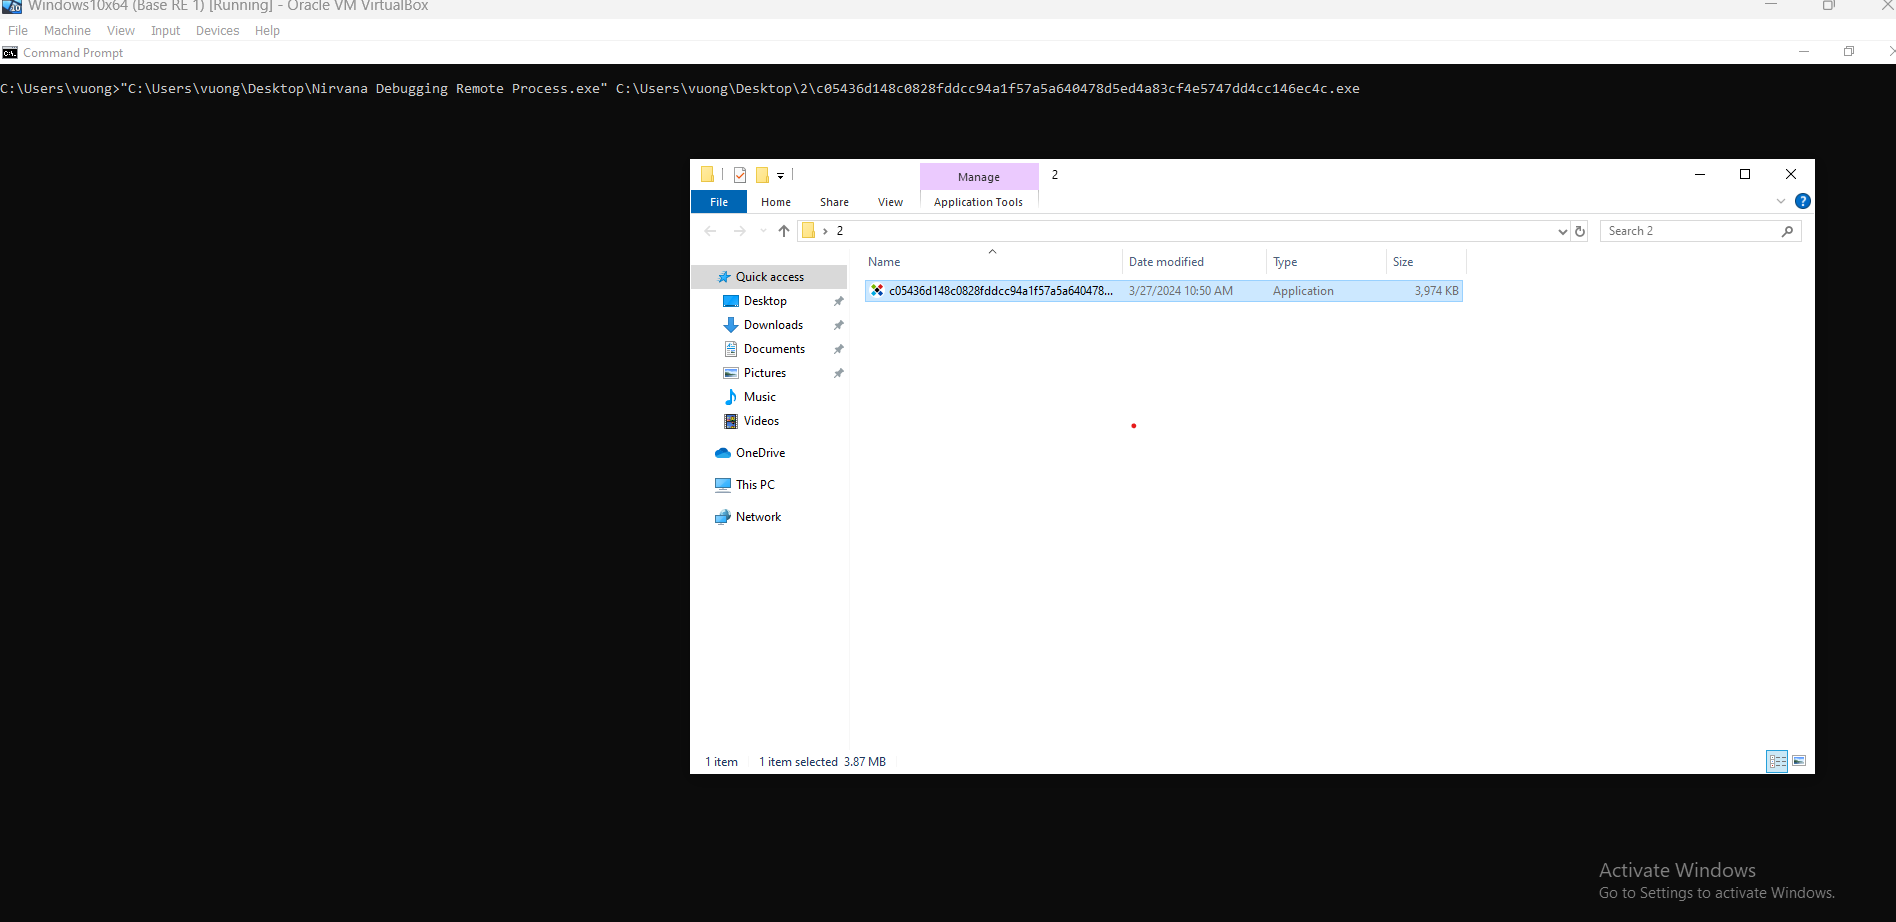 Windows10x64 (Base RE 1) [Running] - Oracle VM VirtualBox
File Machine View Input Devices Help
Command Prompt
C:\Users\vuong>"C:\Users\vuong\Desktop\Nirvana Debugging Remote Process.exe" C:\Users\vuong\Desktop\2\c05436d148c0828fddcc94a1f57a5a640478d5ed4a83cf4e5747dd4cc146ec4c.exe
Manage 2
File Home Share View Application Tools
2 Search 2
Name Date modified Type Size
c05436d148c0828fddcc94a1f57a5a640478... 3/27/2024 10:50 AM Application 3,974 KB
Quick access
Desktop
Downloads
Documents
Pictures
Music
Videos
OneDrive
This PC
Network
1 item 1 item selected 3.87 MB
Activate Windows
Go to Settings to activate Windows.